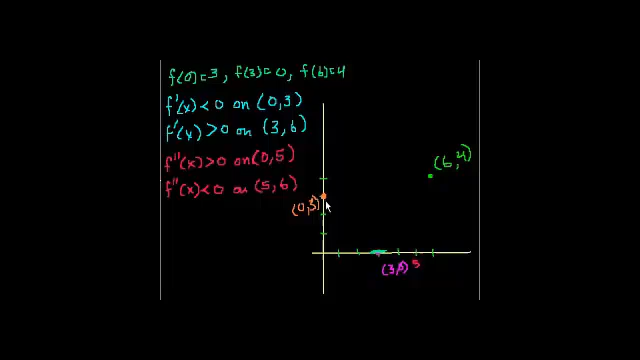 f(0)=3, f(3)=0, f(6)=4
f'(x)<0 on (0,3)
f'(x)>0 on (3,6)
f''(x)>0 on (0,5)
f''(x)<0 on (5,6)
(6,4)
(0,3)
(3,0) 5